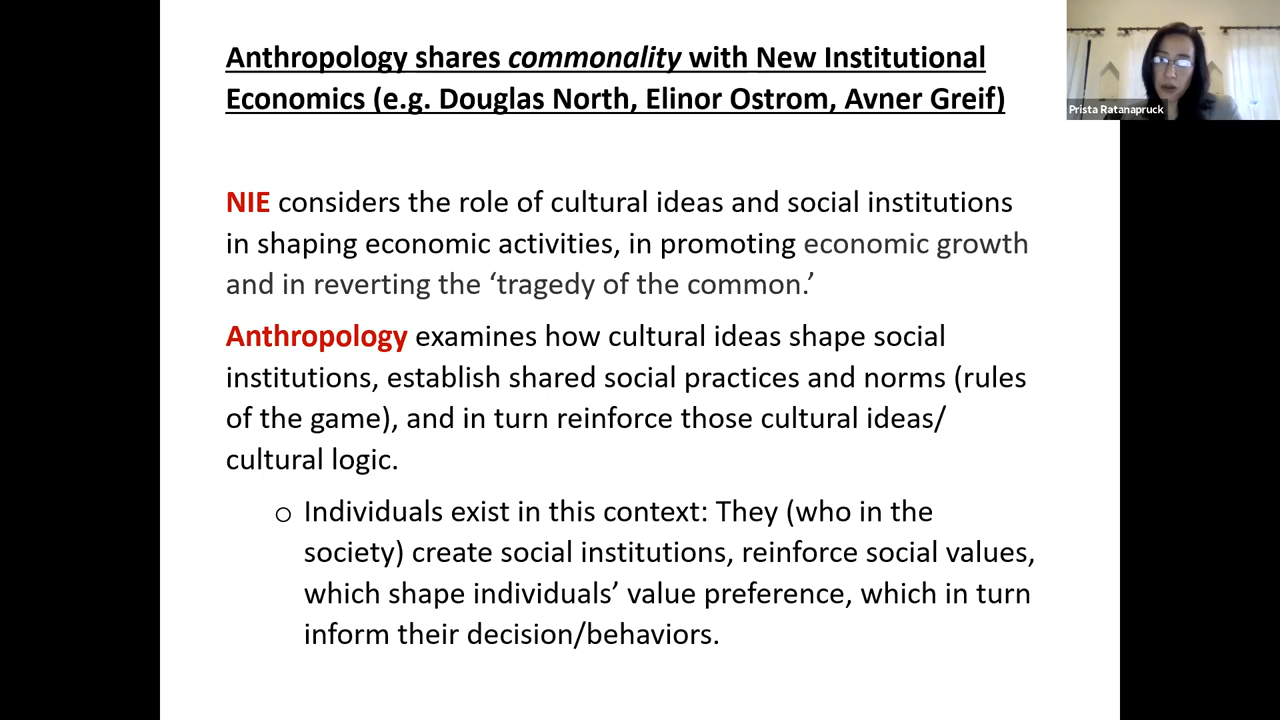 Anthropology shares commonality with New Institutional
Economics (e.g. Douglas North, Elinor Ostrom, Avner Greif)
Prista Ratanapruck
NIE considers the role of cultural ideas and social institutions
in shaping economic activities, in promoting economic growth
and in reverting the ‘tragedy of the common.’
Anthropology examines how cultural ideas shape social
institutions, establish shared social practices and norms (rules
of the game), and in turn reinforce those cultural ideas/
cultural logic.
○ Individuals exist in this context: They (who in the
society) create social institutions, reinforce social values,
which shape individuals’ value preference, which in turn
inform their decision/behaviors.